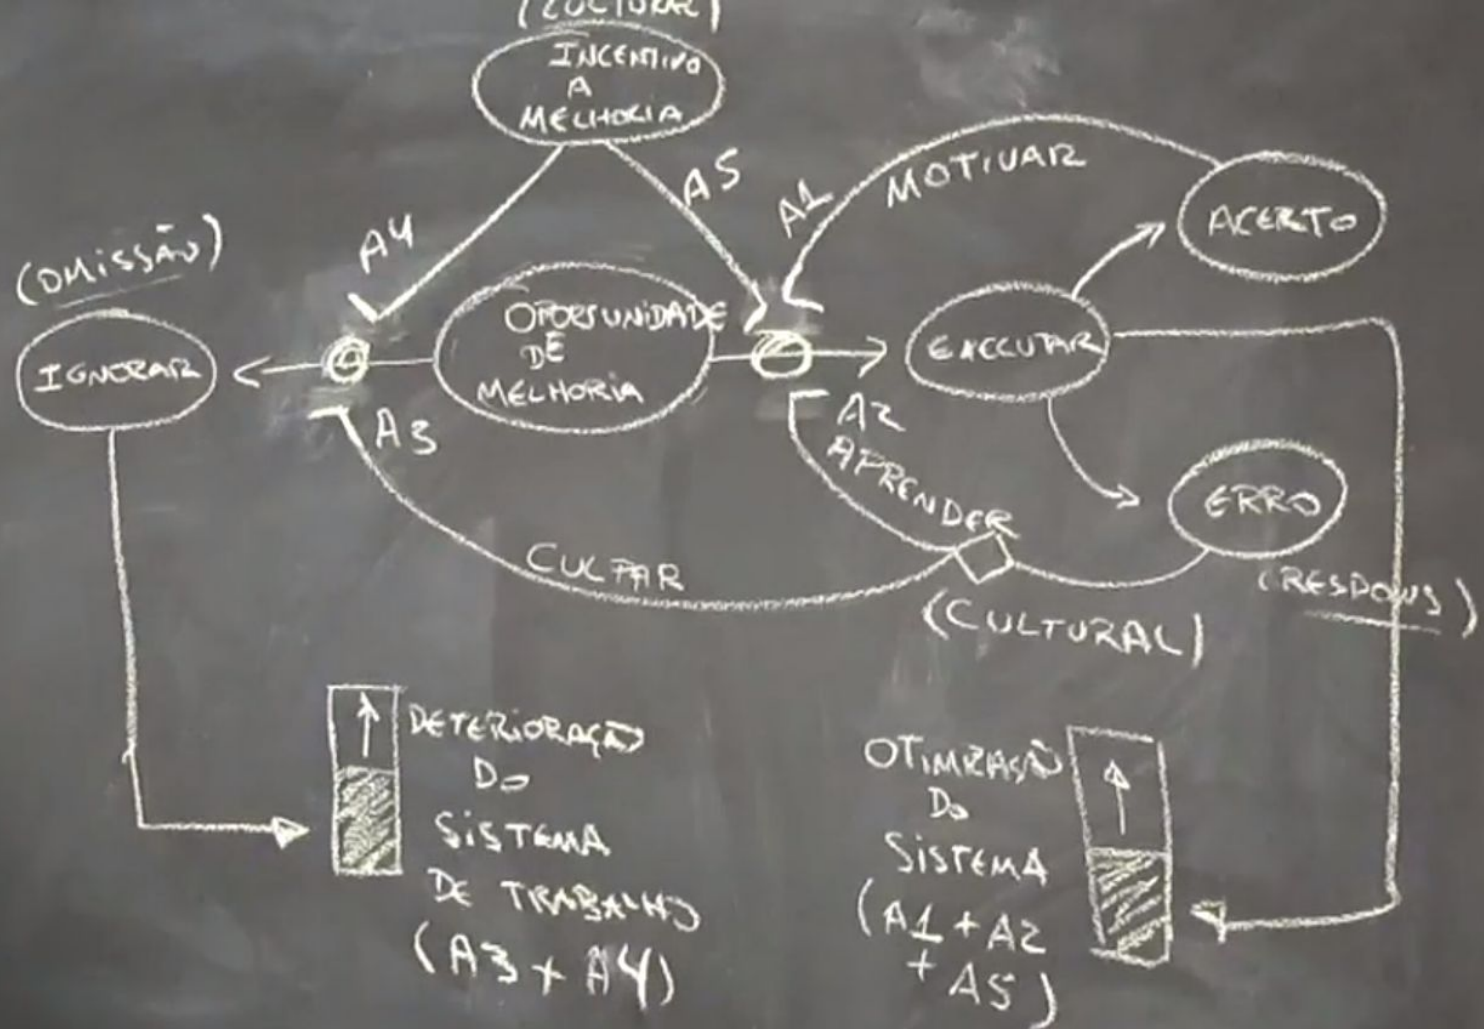 (CULTURAL)
INCENTIVO
A
MELHORIA
A4
A5
A1
MOTIVAR
ACERTO
(OMISSÃO)
IGNORAR
OPORTUNIDADE
DE
MELHORIA
EXECUTAR
A3
A2
APRENDER
ERRO
CULPAR
(CULTURAL)
(RESPONS)
DETERIORAÇÃO
DO
SISTEMA
DE TRABALHO
(A3 + A4)
OTIMIZAÇÃO
DO
SISTEMA
(A1 + A2
+ A5)